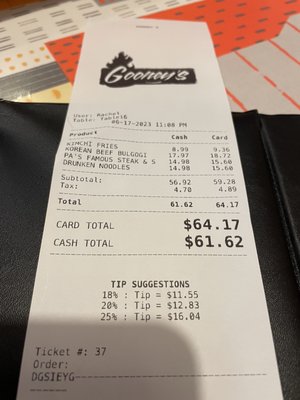 Gooney's
User: Rachel
Table: Table16
06-17-2023 11:08 PM
Product Cash Card
KIMCHI FRIES 8.99 9.36
KOREAN BEEF BULGOGI 17.97 18.72
PA'S FAMOUS STEAK & S 14.98 15.60
DRUNKEN NOODLES 14.98 15.60
Subtotal: 56.92 59.28
Tax: 4.70 4.89
Total 61.62 64.17
CARD TOTAL $64.17
CASH TOTAL $61.62
TIP SUGGESTIONS
18% : Tip = $11.55
20% : Tip = $12.83
25% : Tip = $16.04
Ticket #: 37
Order:
DGSIEYG